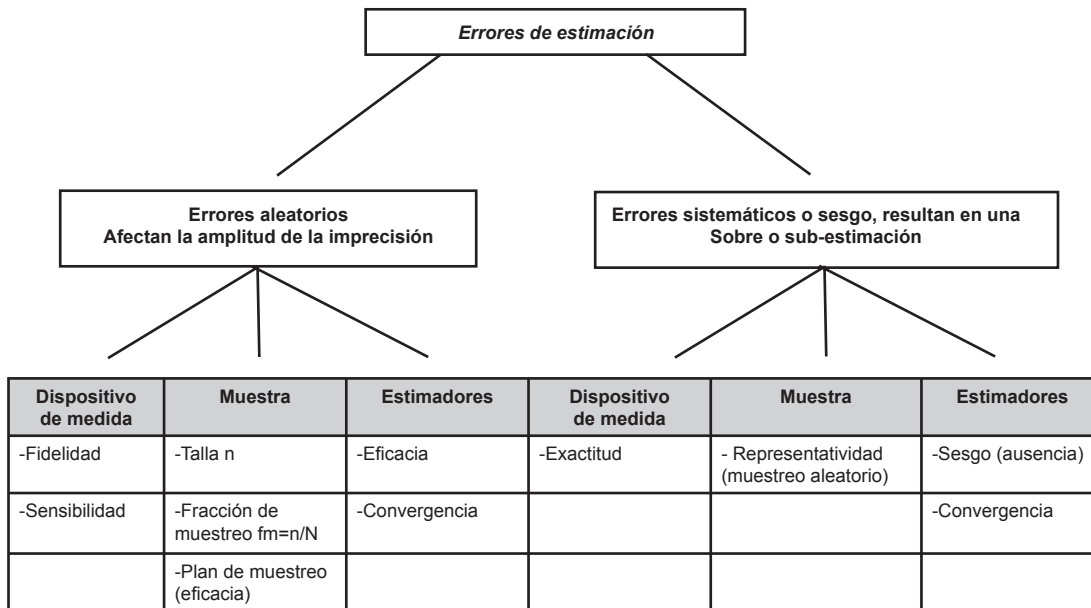 Errores de estimación
Errores aleatorios
Afectan la amplitud de la imprecisión
Errores sistemáticos o sesgo, resultan en una
Sobre o sub-estimación
Dispositivo
de medida
Muestra
Estimadores
Dispositivo
de medida
Muestra
Estimadores
-Fidelidad
-Talla n
-Eficacia
-Exactitud
- Representatividad
(muestreo aleatorio)
-Sesgo (ausencia)
-Sensibilidad
-Fracción de
muestreo fm=n/N
-Convergencia
-Convergencia
-Plan de muestreo
(eficacia)